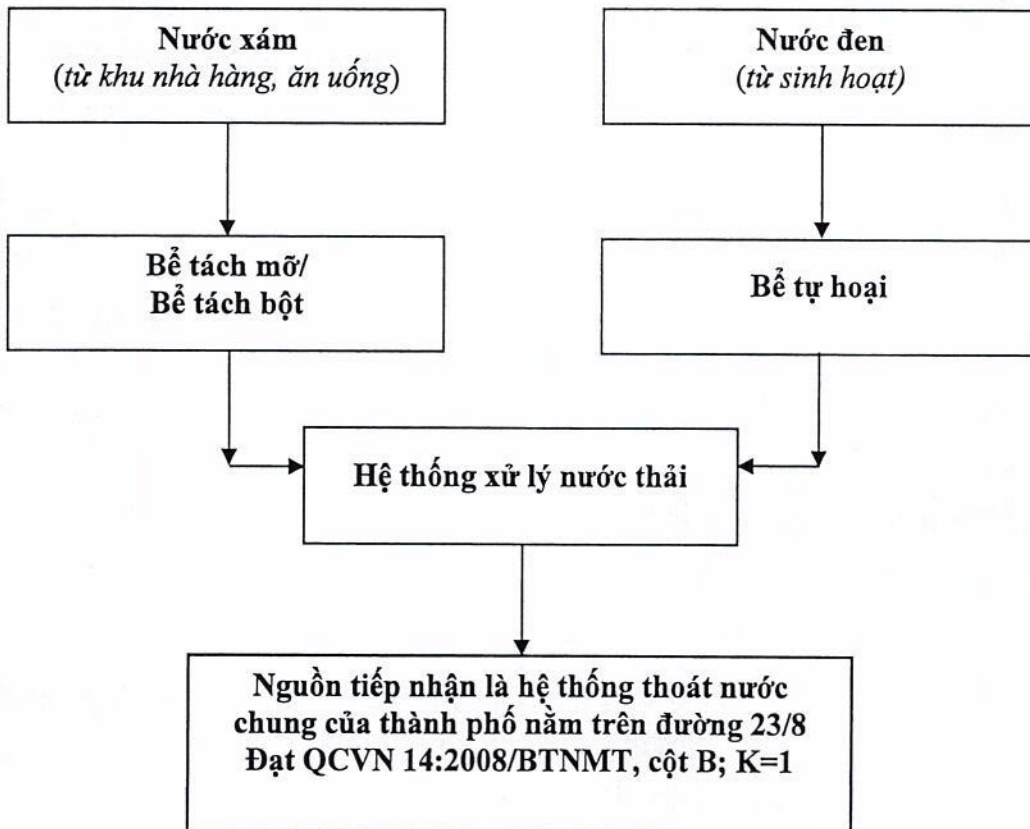 Nước xám
(từ khu nhà hàng, ăn uống)
Nước đen
(từ sinh hoạt)
Bể tách mỡ/
Bể tách bột
Bể tự hoại
Hệ thống xử lý nước thải
Nguồn tiếp nhận là hệ thống thoát nước
chung của thành phố nằm trên đường 23/8
Đạt QCVN 14:2008/BTNMT, cột B; K=1